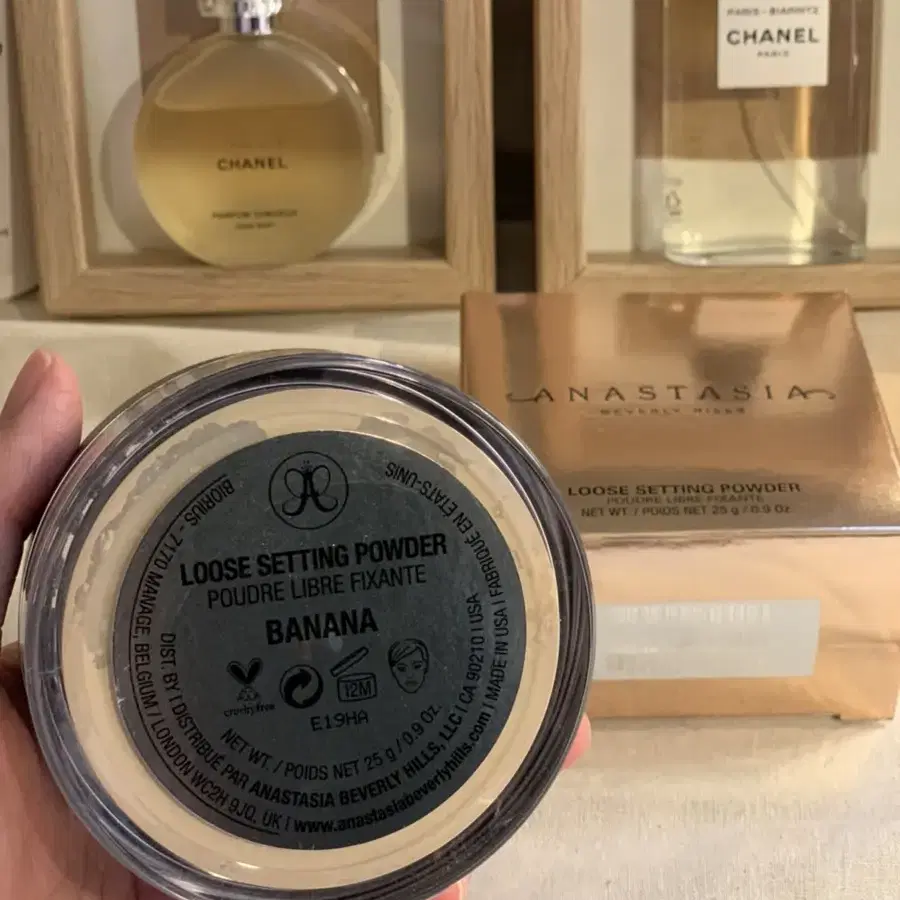 CHANEL
PARIS - BIARRITZ
CHANEL
PARIS
ANASTASIA
BEVERLY HILLS
LOOSE SETTING POWDER
POUDRE LIBRE FIXANTE
NET WT. / POIDS NET 25 g / 0.9 Oz.
LOOSE SETTING POWDER
POUDRE LIBRE FIXANTE
BANANA
cruelty free
12M
E19HA
NET WT. / POIDS NET 25 g / 0.9 Oz.
DIST. BY | DISTRIBUÉ PAR ANASTASIA BEVERLY HILLS, LLC | CA 90210 | USA
BIORIUS - 7170 MANAGE, BELGIUM / LONDON WC2H 9JQ, UK | www.anastasiabeverlyhills.com | MADE IN USA | FABRIQUÉ EN ÉTATS-UNIS